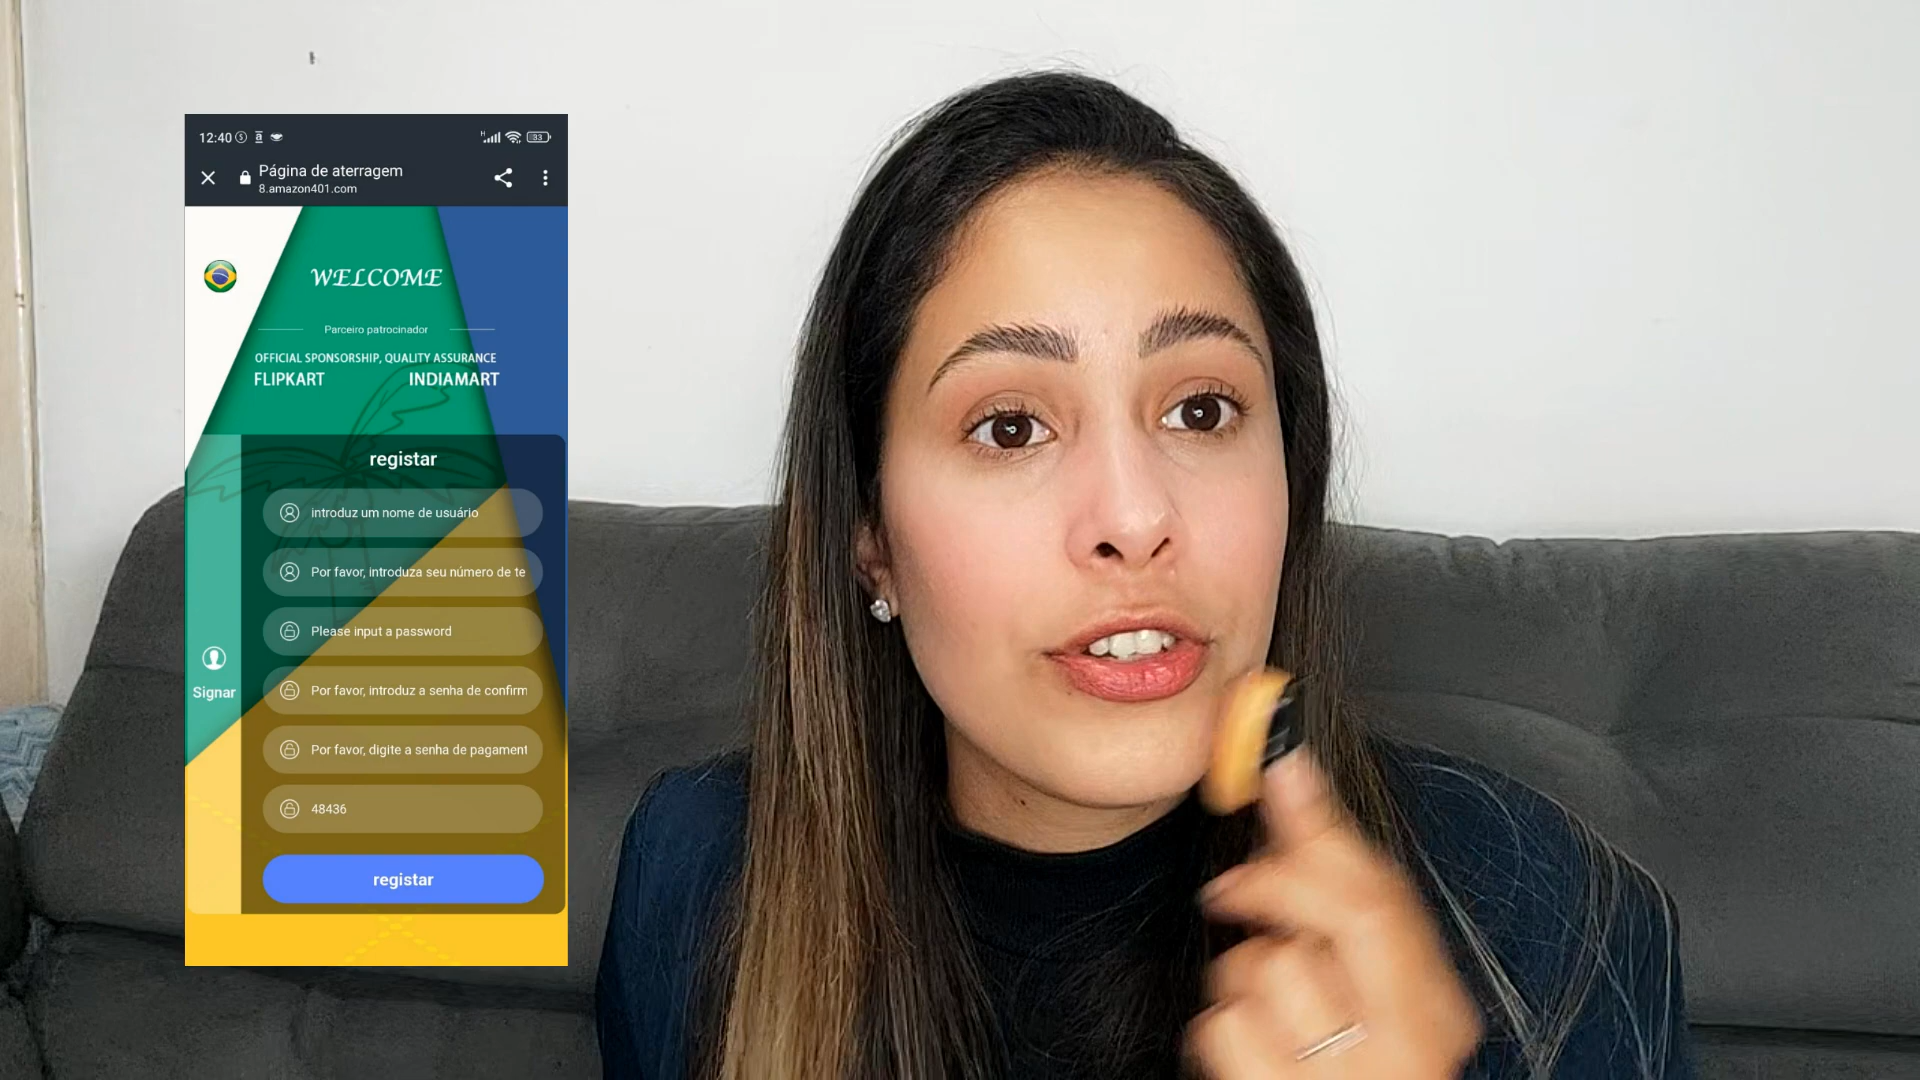 12:40
33
Página de aterragem
8.amazon401.com
WELCOME
Parceiro patrocinador
OFFICIAL SPONSORSHIP, QUALITY ASSURANCE
FLIPKART INDIAMART
registar
introduz um nome de usuário
Por favor, introduza seu número de te
Please input a password
Signar
Por favor, introduz a senha de confirm
Por favor, digite a senha de pagament
48436
registar